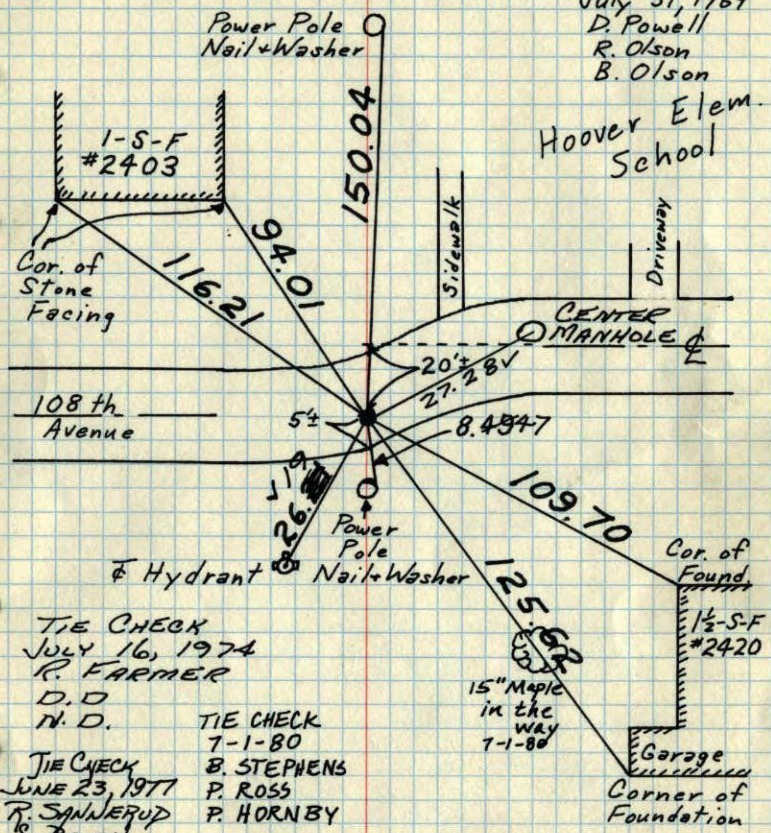 July 31, 1969
D. Powell
R. Olson
B. Olson
Power Pole
Nail + Washer
Hoover Elem.
School
1-S-F
#2403
150.04
94.01
116.21
Cor. of
Stone
Facing
Sidewalk
Driveway
CENTER
MANHOLE ℄
20'±
27.28✓
108 th
Avenue
5'±
8.4947
✓19
26.
109.70
Power
Pole
Nail + Washer
Hydrant
125.62
Cor. of
Found.
1½-S-F
#2420
15" Maple
in the
way
7-1-80
Garage
Corner of
Foundation
TIE CHECK
JULY 16, 1974
R. FARMER
D.D
N.D.
TIE CHECK
7-1-80
B. STEPHENS
P. ROSS
P. HORNBY
TIE CHECK
JUNE 23, 1977
R. SANNERUD